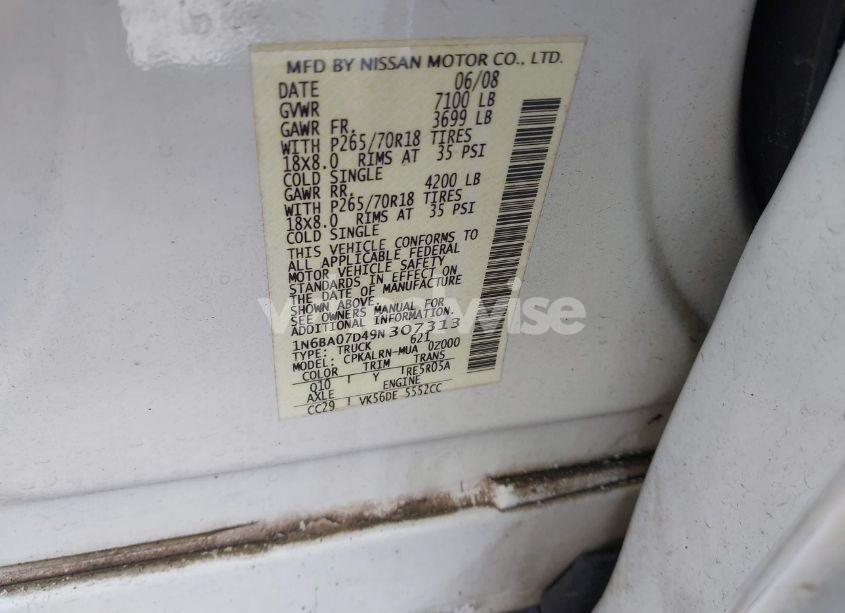 MFD BY NISSAN MOTOR CO., LTD.
DATE 06/08
GVWR 7100 LB
GAWR FR. 3699 LB
WITH P265/70R18 TIRES
18X8.0 RIMS AT 35 PSI
COLD SINGLE
GAWR RR. 4200 LB
WITH P265/70R18 TIRES
18X8.0 RIMS AT 35 PSI
COLD SINGLE
THIS VEHICLE CONFORMS TO
ALL APPLICABLE FEDERAL
MOTOR VEHICLE SAFETY
STANDARDS IN EFFECT ON
THE DATE OF MANUFACTURE
SHOWN ABOVE.
SEE OWNERS MANUAL FOR
ADDITIONAL INFORMATION.
1N6BA07D49N307313
TYPE: TRUCK 621
MODEL: CPKALRN-MUA 0Z000
COLOR TRIM TRANS
Q10 Y RE5R05A
AXLE ENGINE
CC29 VK56DE 5552CC